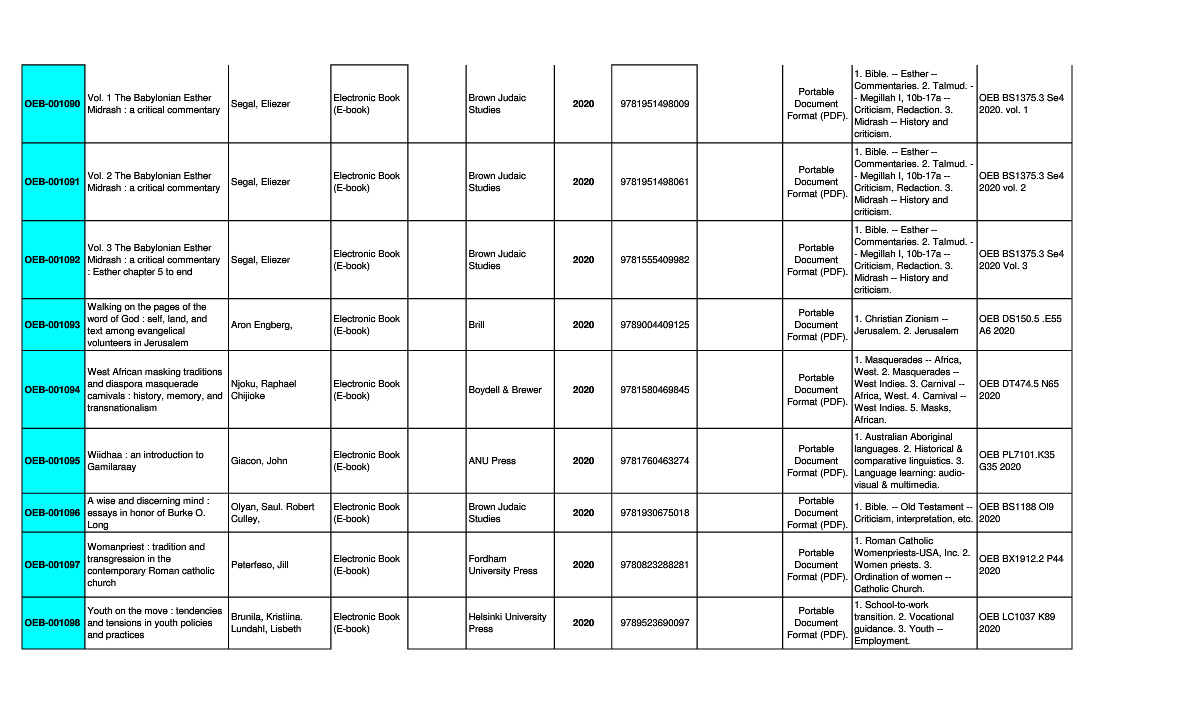 OEB-001090
Vol. 1 The Babylonian Esther
Midrash : a critical commentary
Segal, Eliezer
Electronic Book
(E-book)
Brown Judaic
Studies
2020
9781951498009
Portable
Document
Format (PDF).
1. Bible. -- Esther --
Commentaries. 2. Talmud. -
- Megillah I, 10b-17a --
Criticism, Redaction. 3.
Midrash -- History and
criticism.
OEB BS1375.3 Se4
2020. vol. 1
OEB-001091
Vol. 2 The Babylonian Esther
Midrash : a critical commentary
Segal, Eliezer
Electronic Book
(E-book)
Brown Judaic
Studies
2020
9781951498061
Portable
Document
Format (PDF).
1. Bible. -- Esther --
Commentaries. 2. Talmud. -
- Megillah I, 10b-17a --
Criticism, Redaction. 3.
Midrash -- History and
criticism.
OEB BS1375.3 Se4
2020 vol. 2
OEB-001092
Vol. 3 The Babylonian Esther
Midrash : a critical commentary
: Esther chapter 5 to end
Segal, Eliezer
Electronic Book
(E-book)
Brown Judaic
Studies
2020
9781555409982
Portable
Document
Format (PDF).
1. Bible. -- Esther --
Commentaries. 2. Talmud. -
- Megillah I, 10b-17a --
Criticism, Redaction. 3.
Midrash -- History and
criticism.
OEB BS1375.3 Se4
2020 Vol. 3
OEB-001093
Walking on the pages of the
word of God : self, land, and
text among evangelical
volunteers in Jerusalem
Aron Engberg,
Electronic Book
(E-book)
Brill
2020
9789004409125
Portable
Document
Format (PDF).
1. Christian Zionism --
Jerusalem. 2. Jerusalem
OEB DS150.5 .E55
A6 2020
OEB-001094
West African masking traditions
and diaspora masquerade
carnivals : history, memory, and
transnationalism
Njoku, Raphael
Chijioke
Electronic Book
(E-book)
Boydell & Brewer
2020
9781580469845
Portable
Document
Format (PDF).
1. Masquerades -- Africa,
West. 2. Masquerades --
West Indies. 3. Carnival --
Africa, West. 4. Carnival --
West Indies. 5. Masks,
African.
OEB DT474.5 N65
2020
OEB-001095
Wiidhaa : an introduction to
Gamilaraay
Giacon, John
Electronic Book
(E-book)
ANU Press
2020
9781760463274
Portable
Document
Format (PDF).
1. Australian Aboriginal
languages. 2. Historical &
comparative linguistics. 3.
Language learning: audio-
visual & multimedia.
OEB PL7101.K35
G35 2020
OEB-001096
A wise and discerning mind :
essays in honor of Burke O.
Long
Olyan, Saul. Robert
Culley,
Electronic Book
(E-book)
Brown Judaic
Studies
2020
9781930675018
Portable
Document
Format (PDF).
1. Bible. -- Old Testament --
Criticism, interpretation, etc.
OEB BS1188 Ol9
2020
OEB-001097
Womanpriest : tradition and
transgression in the
contemporary Roman catholic
church
Peterfeso, Jill
Electronic Book
(E-book)
Fordham
University Press
2020
9780823288281
Portable
Document
Format (PDF).
1. Roman Catholic
Womenpriests-USA, Inc. 2.
Women priests. 3.
Ordination of women --
Catholic Church.
OEB BX1912.2 P44
2020
OEB-001098
Youth on the move : tendencies
and tensions in youth policies
and practices
Brunila, Kristiina.
Lundahl, Lisbeth
Electronic Book
(E-book)
Helsinki University
Press
2020
9789523690097
Portable
Document
Format (PDF).
1. School-to-work
transition. 2. Vocational
guidance. 3. Youth --
Employment.
OEB LC1037 K89
2020